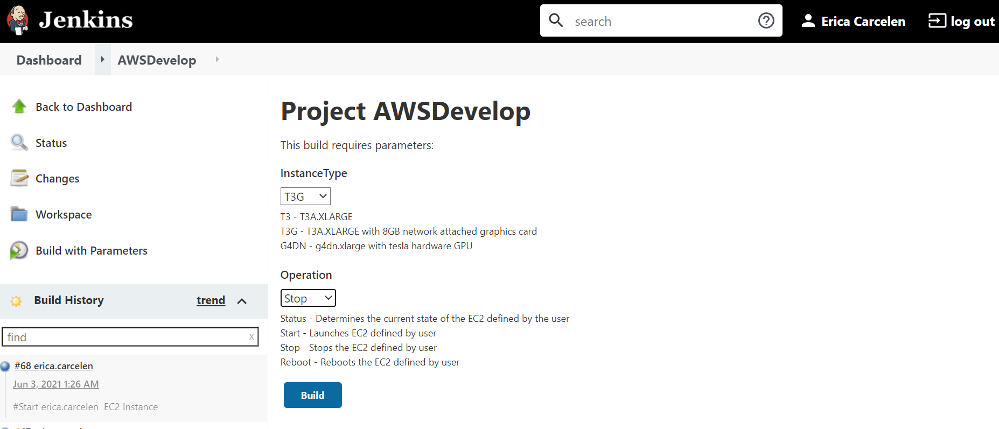 Jenkins
search
Erica Carcelen
log out
Dashboard
AWSDevelop
Back to Dashboard
Status
Changes
Workspace
Build with Parameters
Build History
trend
find
x
#68 erica.carcelen
Jun 3, 2021 1:26 AM
#Start erica.carcelen EC2 Instance
Project AWSDevelop
This build requires parameters:
InstanceType
T3G
T3 - T3A.XLARGE
T3G - T3A.XLARGE with 8GB network attached graphics card
G4DN - g4dn.xlarge with tesla hardware GPU
Operation
Stop
Status - Determines the current state of the EC2 defined by the user
Start - Launches EC2 defined by user
Stop - Stops the EC2 defined by user
Reboot - Reboots the EC2 defined by user
Build